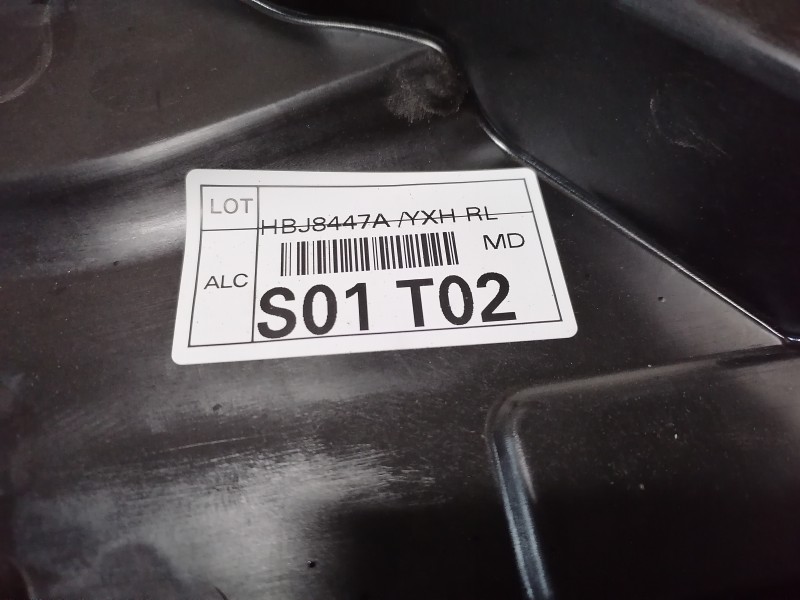 LOT
HBJ8447A /YXH RL
MD
ALC
S01 T02